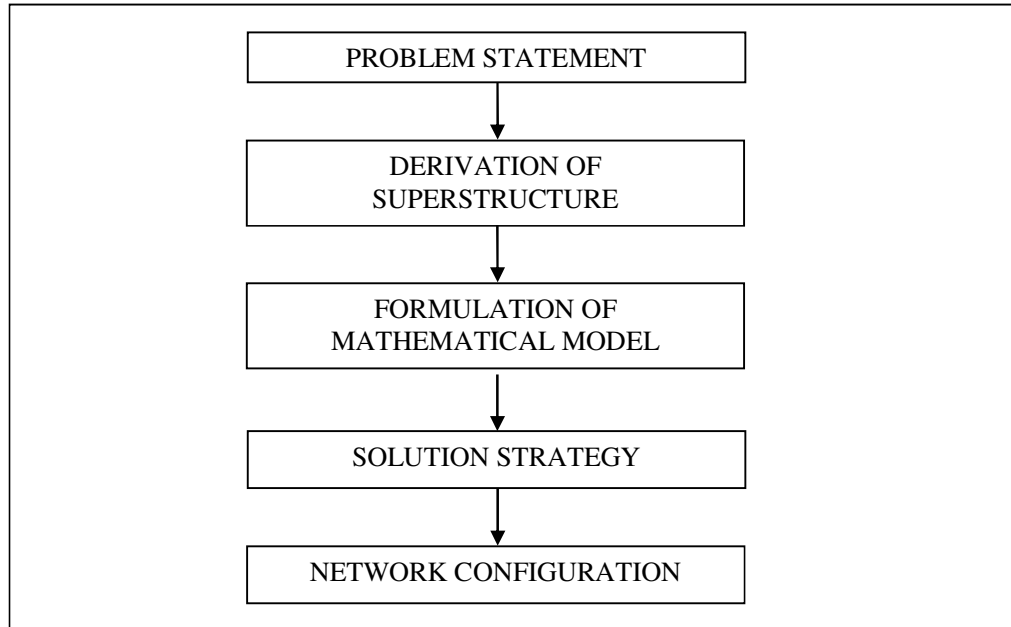 PROBLEM STATEMENT
DERIVATION OF
SUPERSTRUCTURE
FORMULATION OF
MATHEMATICAL MODEL
SOLUTION STRATEGY
NETWORK CONFIGURATION